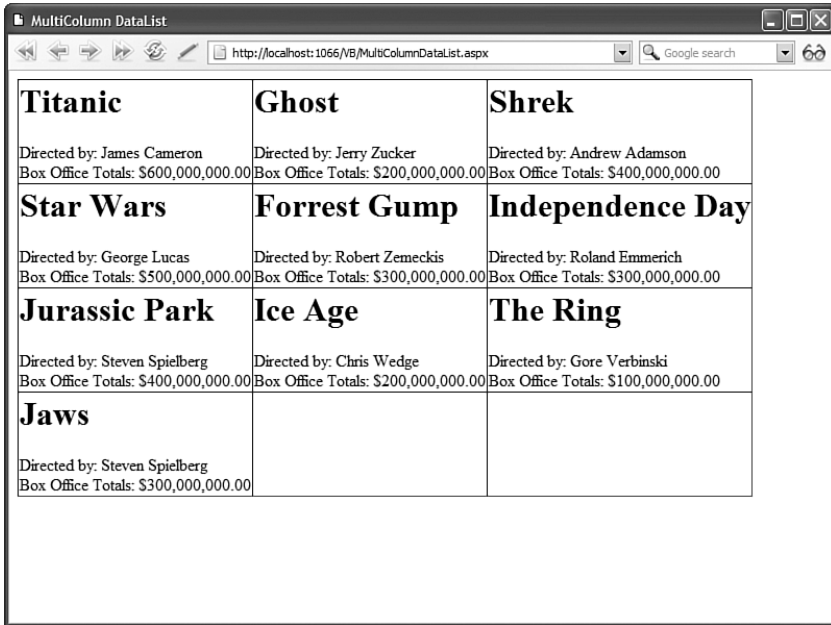 MultiColumn DataList
http://localhost:1066/VB/MultiColumnDataList.aspx
Google search
Titanic
Directed by: James Cameron
Box Office Totals: $600,000,000.00
Ghost
Directed by: Jerry Zucker
Box Office Totals: $200,000,000.00
Shrek
Directed by: Andrew Adamson
Box Office Totals: $400,000,000.00
Star Wars
Directed by: George Lucas
Box Office Totals: $500,000,000.00
Forrest Gump
Directed by: Robert Zemeckis
Box Office Totals: $300,000,000.00
Independence Day
Directed by: Roland Emmerich
Box Office Totals: $300,000,000.00
Jurassic Park
Directed by: Steven Spielberg
Box Office Totals: $400,000,000.00
Ice Age
Directed by: Chris Wedge
Box Office Totals: $200,000,000.00
The Ring
Directed by: Gore Verbinski
Box Office Totals: $100,000,000.00
Jaws
Directed by: Steven Spielberg
Box Office Totals: $300,000,000.00